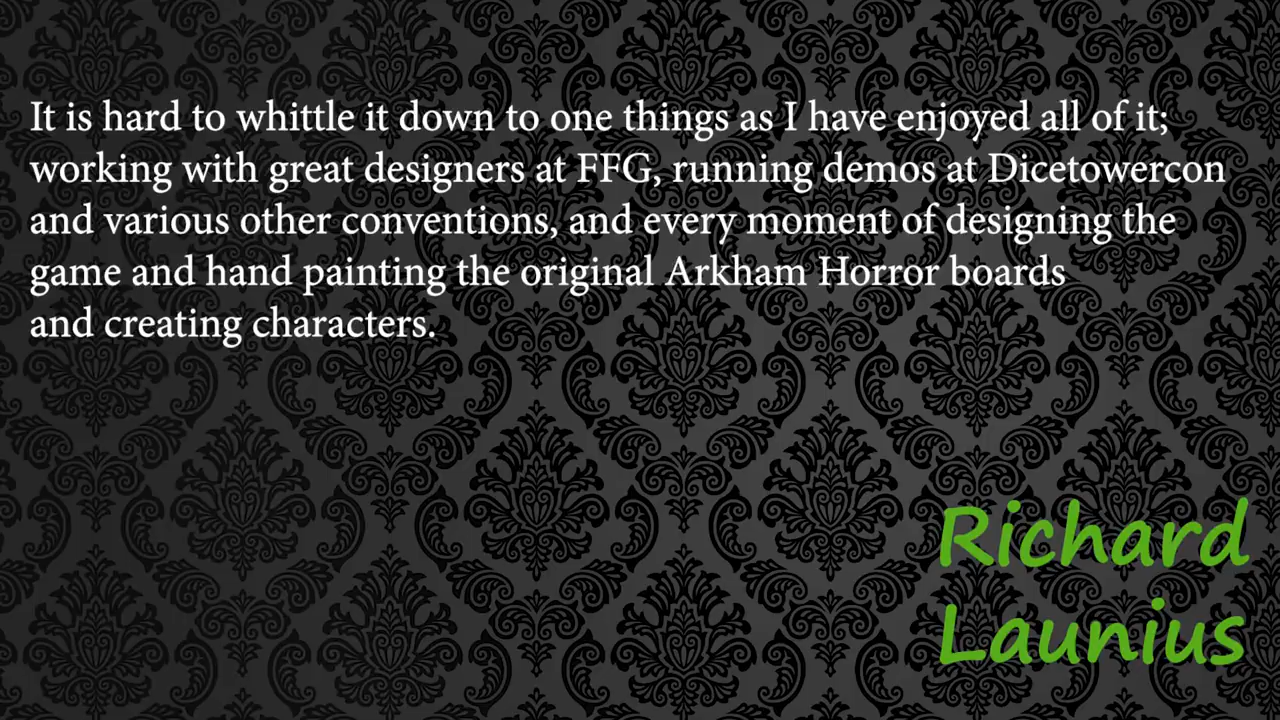 It is hard to whittle it down to one things as I have enjoyed all of it;
working with great designers at FFG, running demos at Dicetowercon
and various other conventions, and every moment of designing the
game and hand painting the original Arkham Horror boards
and creating characters.
Richard
Launius